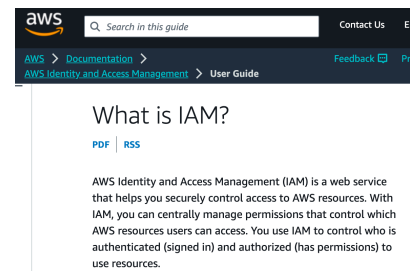 aws
Search in this guide
Contact Us
AWS > Documentation >
Feedback
AWS Identity and Access Management > User Guide
What is IAM?
PDF | RSS
AWS Identity and Access Management (IAM) is a web service
that helps you securely control access to AWS resources. With
IAM, you can centrally manage permissions that control which
AWS resources users can access. You use IAM to control who is
authenticated (signed in) and authorized (has permissions) to
use resources.